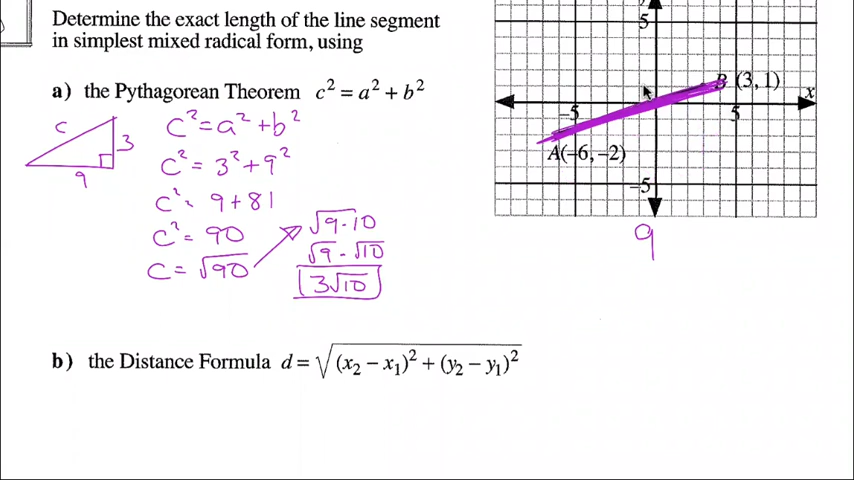 Determine the exact length of the line segment
in simplest mixed radical form, using
a) the Pythagorean Theorem c² = a² + b²
c
3
9
c² = a² + b²
c² = 3² + 9²
c² = 9 + 81
c² = 90
c = √90
√9·10
√9 - √10
3√10
5
B (3, 1)
x
-5
5
A(-6, -2)
-5
9
b) the Distance Formula d = √(x₂ − x₁)² + (y₂ − y₁)²